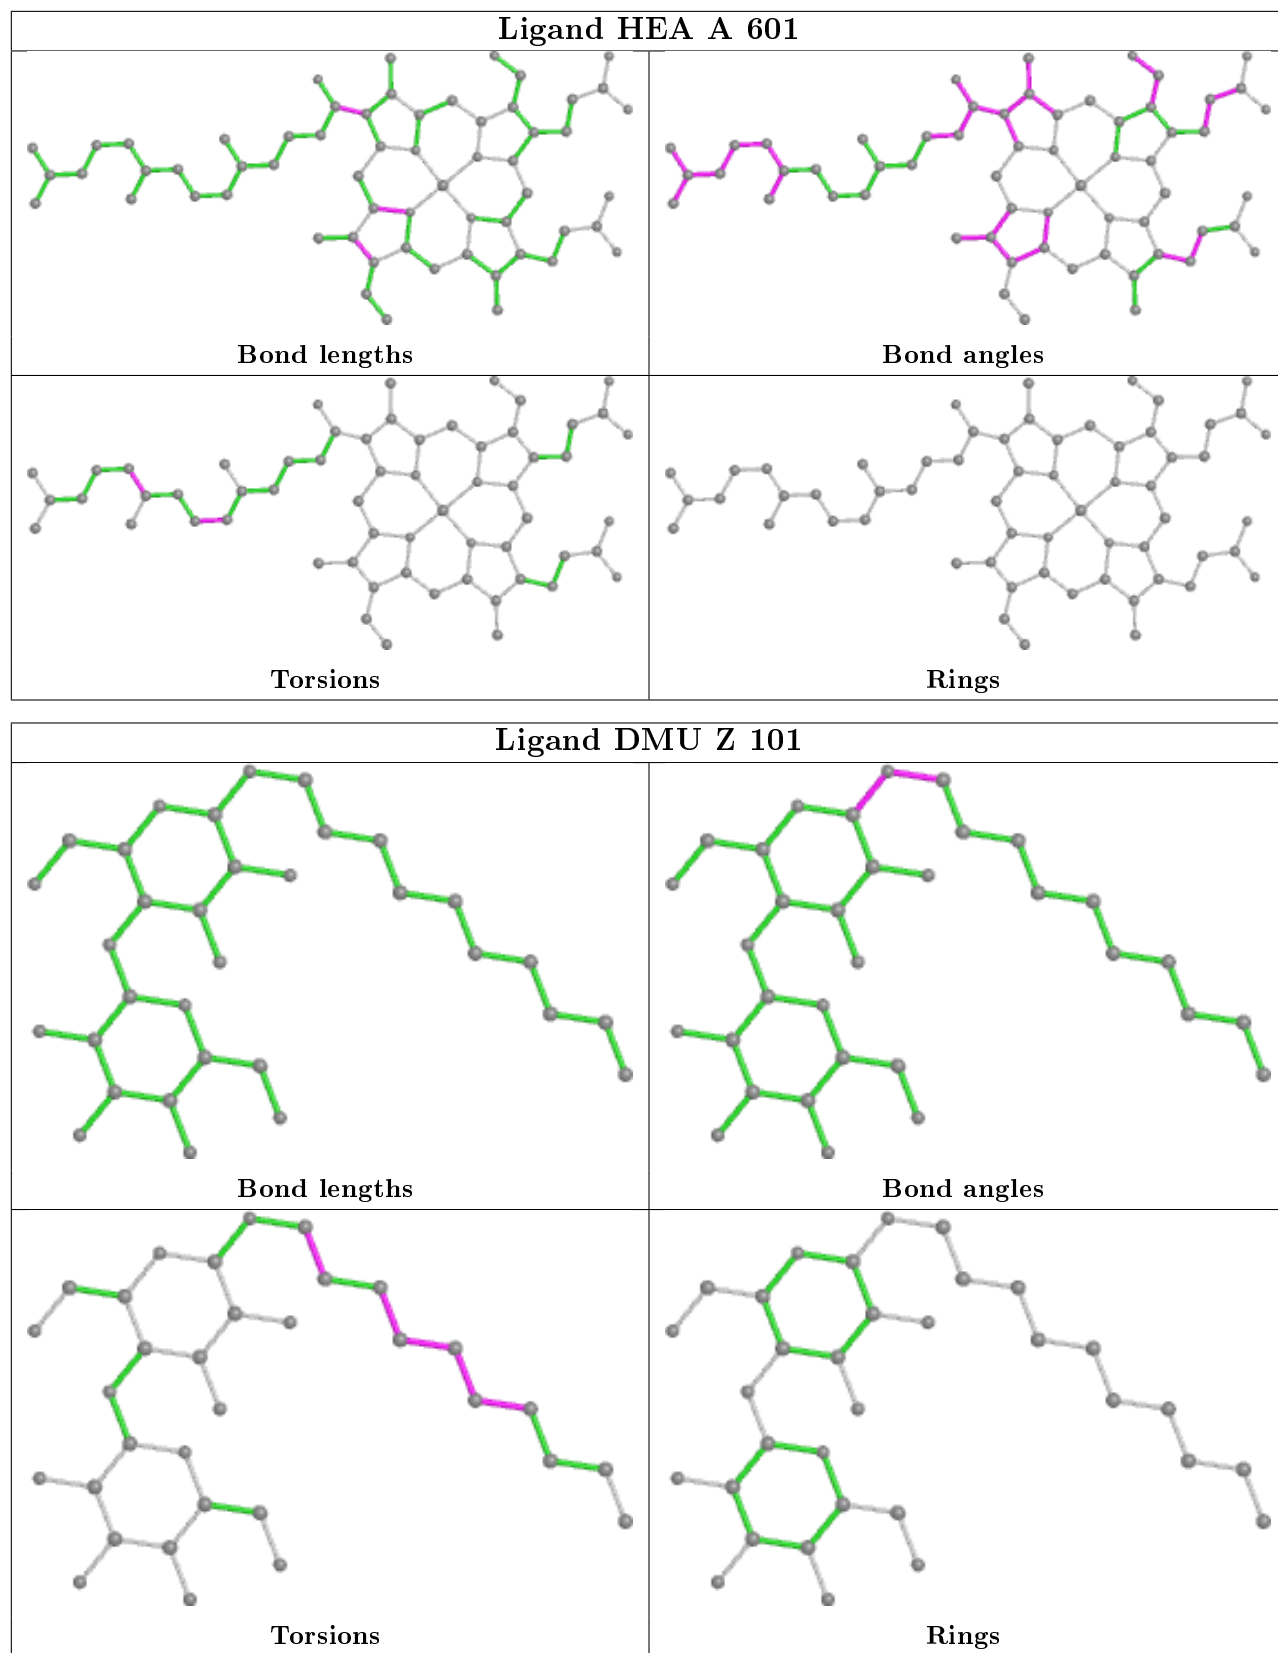 Ligand HEA A 601
Bond lengths
Bond angles
Torsions
Rings
Ligand DMU Z 101
Bond lengths
Bond angles
Torsions
Rings